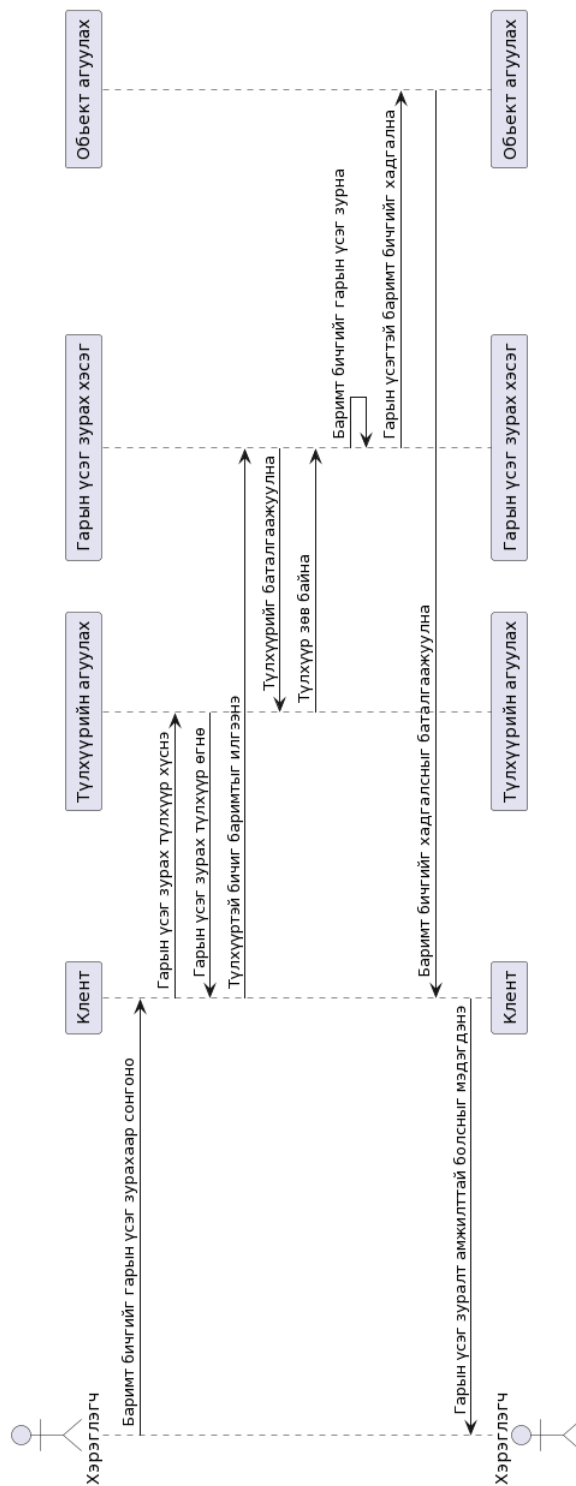 Хэрэглэгч
Клент
Түлхүүрийн агуулах
Гарын үсэг зурах хэсэг
Обьект агуулах
Баримт бичгийг гарын үсэг зурахаар сонгоно
Гарын үсэг зурах түлхүүр хүснэ
Гарын үсэг зурах түлхүүр өгнө
Түлхүүртэй бичиг баримтыг илгээнэ
Түлхүүрийг баталгаажуулна
Түлхүүр зөв байна
Баримт бичгийг гарын үсэг зурна
Гарын үсэгтэй баримт бичгийг хадгална
Баримт бичгийг хадгалсныг баталгаажуулна
Гарын үсэг зуралт амжилттай болсныг мэдэгдэнэ
Хэрэглэгч
Клент
Түлхүүрийн агуулах
Гарын үсэг зурах хэсэг
Обьект агуулах